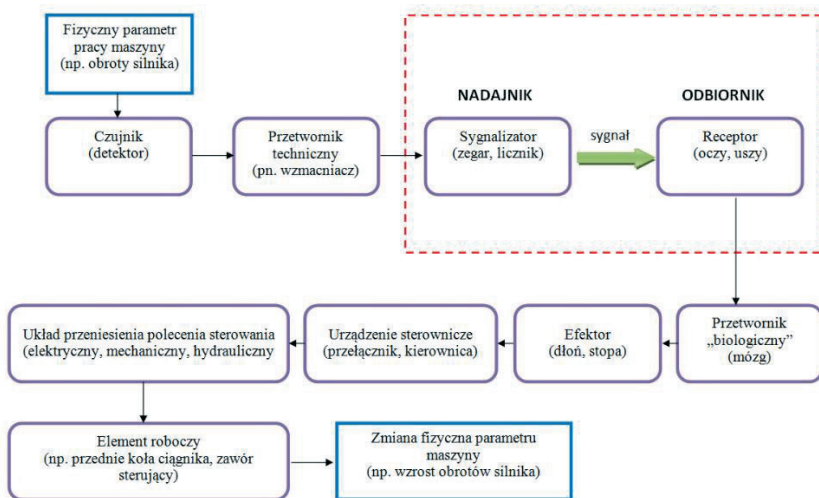 Fizyczny parametr
pracy maszyny
(np. obroty silnika)
NADAJNIK
ODBIORNIK
Czujnik
(detektor)
Przetwornik
techniczny
(pn. wzmacniacz)
Sygnalizator
(zegar, licznik)
sygnał
Receptor
(oczy, uszy)
Przetwornik
„biologiczny”
(mózg)
Efektor
(dłoń, stopa)
Urządzenie sterownicze
(przełącznik, kierownica)
Układ przeniesienia polecenia sterowania
(elektryczny, mechaniczny, hydrauliczny
Element roboczy
(np. przednie koła ciągnika, zawór
sterujący)
Zmiana fizyczna parametru
maszyny
(np. wzrost obrotów silnika)